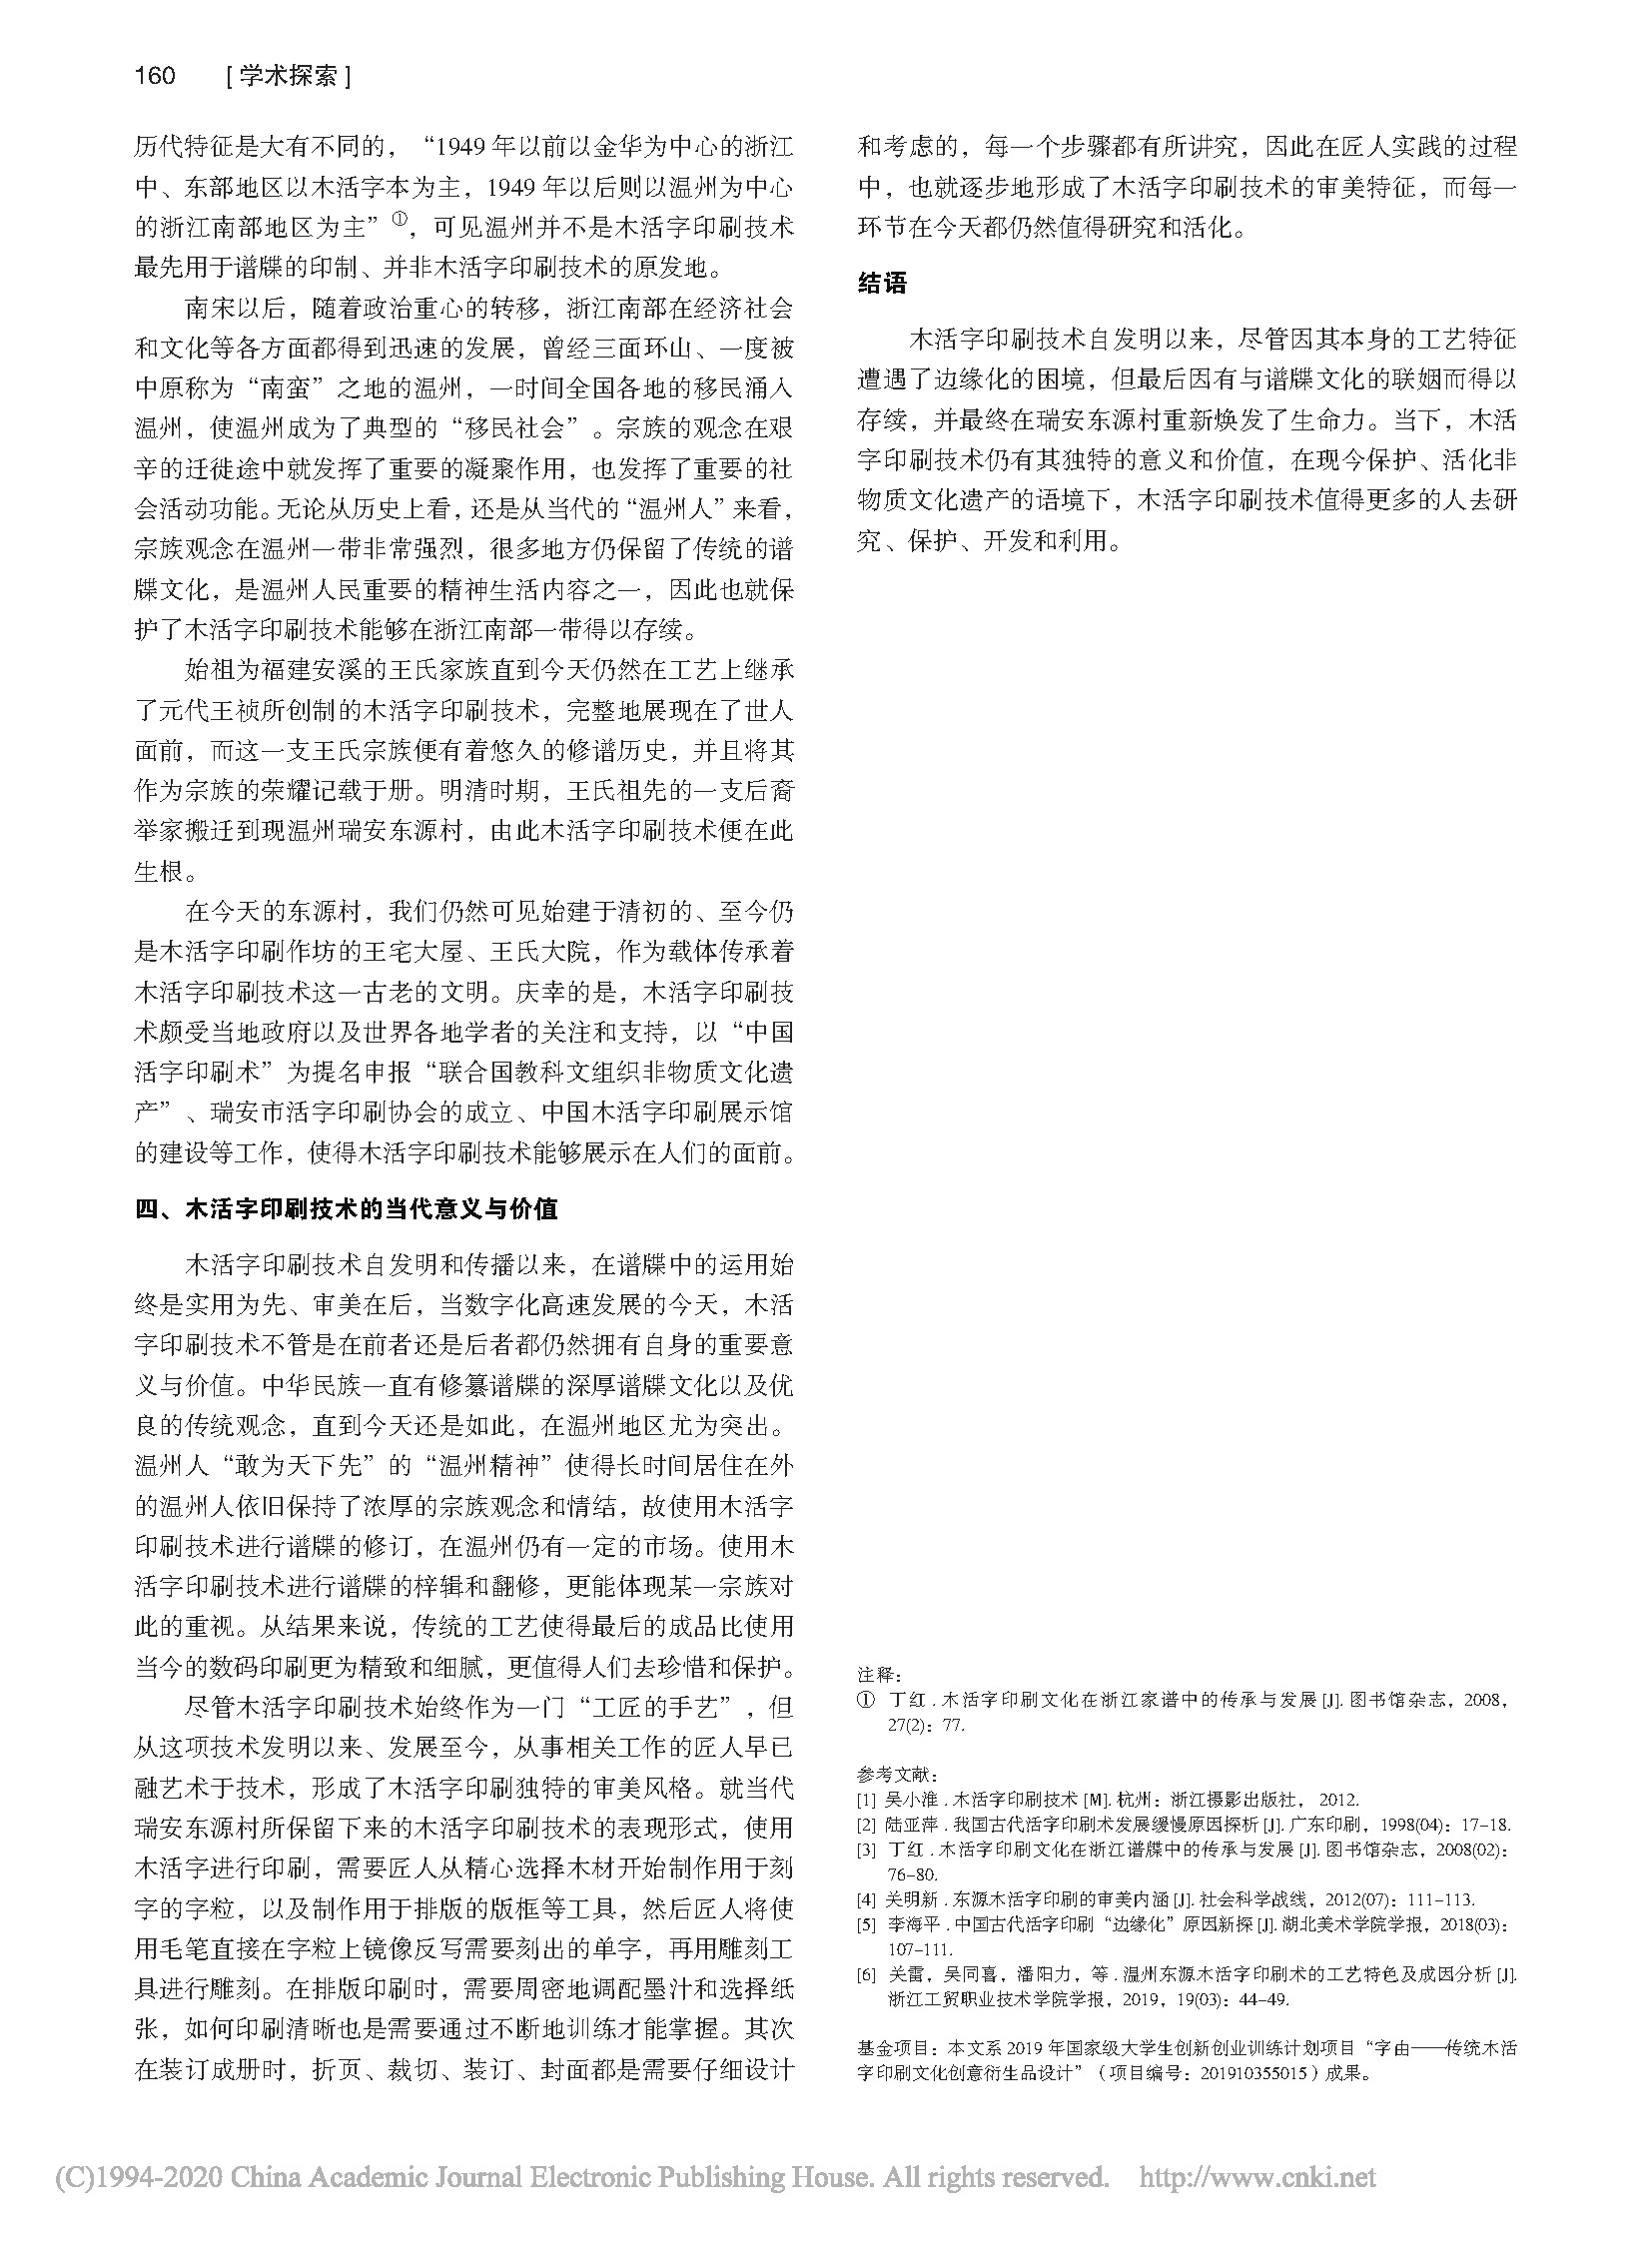 160 [ 学术探索 ]
历代特征是大有不同的，“1949 年以前以金华为中心的浙江
中、东部地区以木活字本为主，1949 年以后则以温州为中心
的浙江南部地区为主”①，可见温州并不是木活字印刷技术
最先用于谱牒的印制、并非木活字印刷技术的原发地。
南宋以后，随着政治重心的转移，浙江南部在经济社会
和文化等各方面都得到迅速的发展，曾经三面环山、一度被
中原称为“南蛮”之地的温州，一时间全国各地的移民涌入
温州，使温州成为了典型的“移民社会”。宗族的观念在艰
辛的迁徙途中就发挥了重要的凝聚作用，也发挥了重要的社
会活动功能。无论从历史上看，还是从当代的“温州人”来看，
宗族观念在温州一带非常强烈，很多地方仍保留了传统的谱
牒文化，是温州人民重要的精神生活内容之一，因此也就保
护了木活字印刷技术能够在浙江南部一带得以存续。
始祖为福建安溪的王氏家族直到今天仍然在工艺上继承
了元代王祯所创制的木活字印刷技术，完整地展现在了世人
面前，而这一支王氏宗族便有着悠久的修谱历史，并且将其
作为宗族的荣耀记载于册。明清时期，王氏祖先的一支后裔
举家搬迁到现温州瑞安东源村，由此木活字印刷技术便在此
生根。
在今天的东源村，我们仍然可见始建于清初的、至今仍
是木活字印刷作坊的王宅大屋、王氏大院，作为载体传承着
木活字印刷技术这一古老的文明。庆幸的是，木活字印刷技
术颇受当地政府以及世界各地学者的关注和支持，以“中国
活字印刷术”为提名申报“联合国教科文组织非物质文化遗
产”、瑞安市活字印刷协会的成立、中国木活字印刷展示馆
的建设等工作，使得木活字印刷技术能够展示在人们的面前。
四、木活字印刷技术的当代意义与价值
木活字印刷技术自发明和传播以来，在谱牒中的运用始
终是实用为先、审美在后，当数字化高速发展的今天，木活
字印刷技术不管是在前者还是后者都仍然拥有自身的重要意
义与价值。中华民族一直有修纂谱牒的深厚谱牒文化以及优
良的传统观念，直到今天还是如此，在温州地区尤为突出。
温州人“敢为天下先”的“温州精神”使得长时间居住在外
的温州人依旧保持了浓厚的宗族观念和情结，故使用木活字
印刷技术进行谱牒的修订，在温州仍有一定的市场。使用木
活字印刷技术进行谱牒的梓辑和翻修，更能体现某一宗族对
此的重视。从结果来说，传统的工艺使得最后的成品比使用
当今的数码印刷更为精致和细腻，更值得人们去珍惜和保护。
尽管木活字印刷技术始终作为一门“工匠的手艺”，但
从这项技术发明以来、发展至今，从事相关工作的匠人早已
融艺术于技术，形成了木活字印刷独特的审美风格。就当代
瑞安东源村所保留下来的木活字印刷技术的表现形式，使用
木活字进行印刷，需要匠人从精心选择木材开始制作用于刻
字的字粒，以及制作用于排版的版框等工具，然后匠人将使
用毛笔直接在字粒上镜像反写需要刻出的单字，再用雕刻工
具进行雕刻。在排版印刷时，需要周密地调配墨汁和选择纸
张，如何印刷清晰也是需要通过不断地训练才能掌握。其次
在装订成册时，折页、裁切、装订、封面都是需要仔细设计
和考虑的，每一个步骤都有所讲究，因此在匠人实践的过程
中，也就逐步地形成了木活字印刷技术的审美特征，而每一
环节在今天都仍然值得研究和活化。
结语
木活字印刷技术自发明以来，尽管因其本身的工艺特征
遭遇了边缘化的困境，但最后因有与谱牒文化的联姻而得以
存续，并最终在瑞安东源村重新焕发了生命力。当下，木活
字印刷技术仍有其独特的意义和价值，在现今保护、活化非
物质文化遗产的语境下，木活字印刷技术值得更多的人去研
究、保护、开发和利用。
注释：
① 丁红 . 木活字印刷文化在浙江家谱中的传承与发展 [J]. 图书馆杂志，2008，
27(2)：77.
参考文献：
[1] 吴小淮 . 木活字印刷技术 [M]. 杭州：浙江摄影出版社， 2012.
[2] 陆亚萍 . 我国古代活字印刷术发展缓慢原因探析 [J]. 广东印刷，1998(04)：17-18.
[3] 丁红 . 木活字印刷文化在浙江谱牒中的传承与发展 [J]. 图书馆杂志，2008(02)：
76-80.
[4] 关明新 . 东源木活字印刷的审美内涵 [J]. 社会科学战线，2012(07)：111-113.
[5] 李海平 . 中国古代活字印刷“边缘化”原因新探 [J]. 湖北美术学院学报，2018(03)：
107-111.
[6] 关雷，吴同喜，潘阳力，等 . 温州东源木活字印刷术的工艺特色及成因分析 [J].
浙江工贸职业技术学院学报，2019，19(03)：44-49.
基金项目：本文系 2019 年国家级大学生创新创业训练计划项目“字由——传统木活
字印刷文化创意衍生品设计”（项目编号：201910355015）成果。
(C)1994-2020 China Academic Journal Electronic Publishing House. All rights reserved. http://www.cnki.net